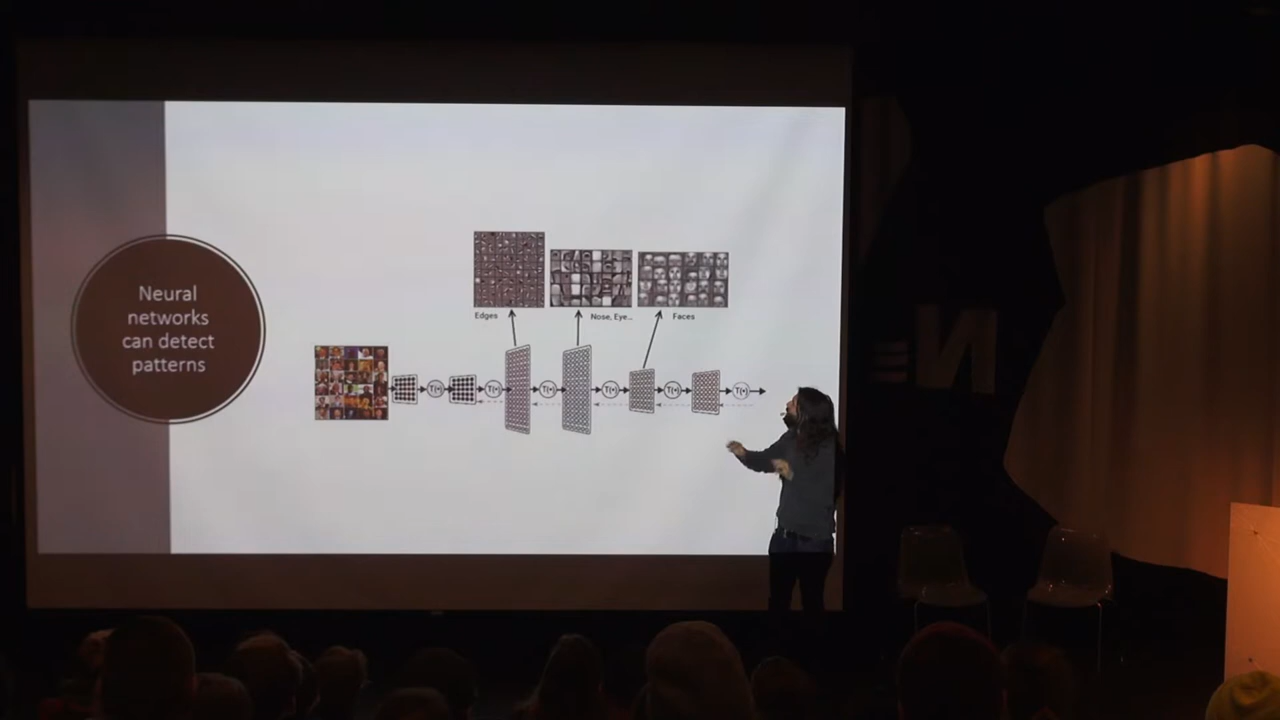 Neural
networks
can detect
patterns
Edges
Nose, Eye...
Faces
T(•) T(•) T(•) T(•) T(•) T(•)
N